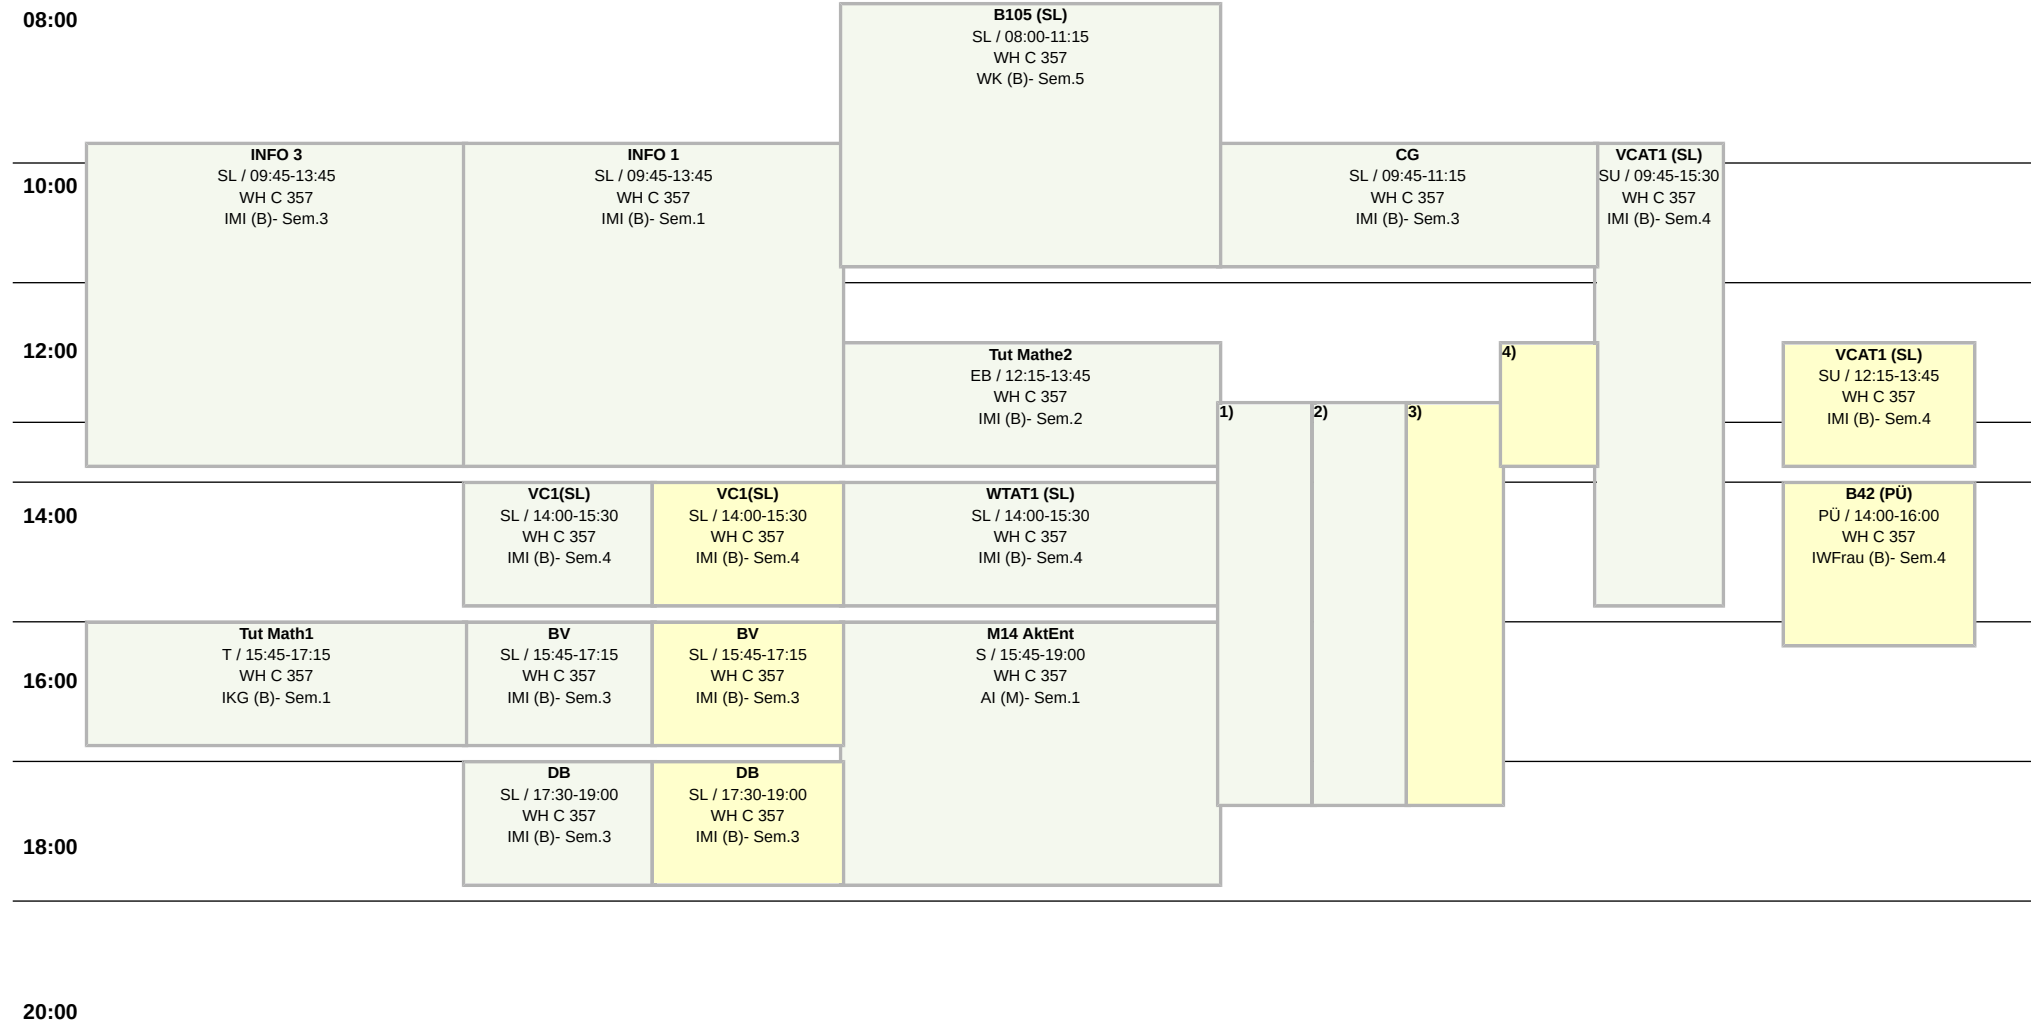 08:00
B105 (SL)
SL / 08:00-11:15
WH C 357
WK (B)- Sem.5
INFO 3
SL / 09:45-13:45
WH C 357
IMI (B)- Sem.3
INFO 1
SL / 09:45-13:45
WH C 357
IMI (B)- Sem.1
CG
SL / 09:45-11:15
WH C 357
IMI (B)- Sem.3
VCAT1 (SL)
SU / 09:45-15:30
WH C 357
IMI (B)- Sem.4
10:00
12:00
Tut Mathe2
EB / 12:15-13:45
WH C 357
IMI (B)- Sem.2
4)
VCAT1 (SL)
SU / 12:15-13:45
WH C 357
IMI (B)- Sem.4
1)
2)
3)
14:00
VC1(SL)
SL / 14:00-15:30
WH C 357
IMI (B)- Sem.4
VC1(SL)
SL / 14:00-15:30
WH C 357
IMI (B)- Sem.4
WTAT1 (SL)
SL / 14:00-15:30
WH C 357
IMI (B)- Sem.4
B42 (PÜ)
PÜ / 14:00-16:00
WH C 357
IWFrau (B)- Sem.4
16:00
Tut Math1
T / 15:45-17:15
WH C 357
IKG (B)- Sem.1
BV
SL / 15:45-17:15
WH C 357
IMI (B)- Sem.3
BV
SL / 15:45-17:15
WH C 357
IMI (B)- Sem.3
M14 AktEnt
S / 15:45-19:00
WH C 357
AI (M)- Sem.1
18:00
DB
SL / 17:30-19:00
WH C 357
IMI (B)- Sem.3
DB
SL / 17:30-19:00
WH C 357
IMI (B)- Sem.3
20:00